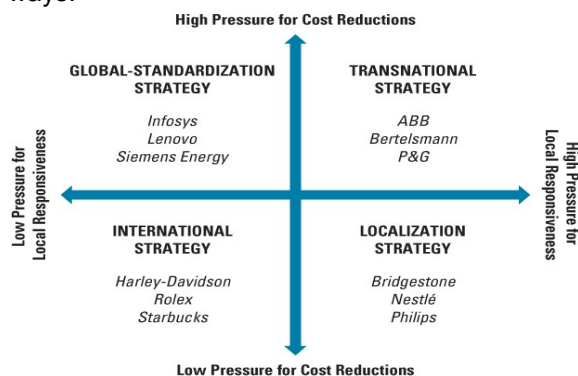 ways.
High Pressure for Cost Reductions
GLOBAL-STANDARDIZATION
STRATEGY
Infosys
Lenovo
Siemens Energy
TRANSNATIONAL
STRATEGY
ABB
Bertelsmann
P&G
Low Pressure for
Local Responsiveness
High Pressure for
Local Responsiveness
INTERNATIONAL
STRATEGY
Harley-Davidson
Rolex
Starbucks
LOCALIZATION
STRATEGY
Bridgestone
Nestlé
Philips
Low Pressure for Cost Reductions